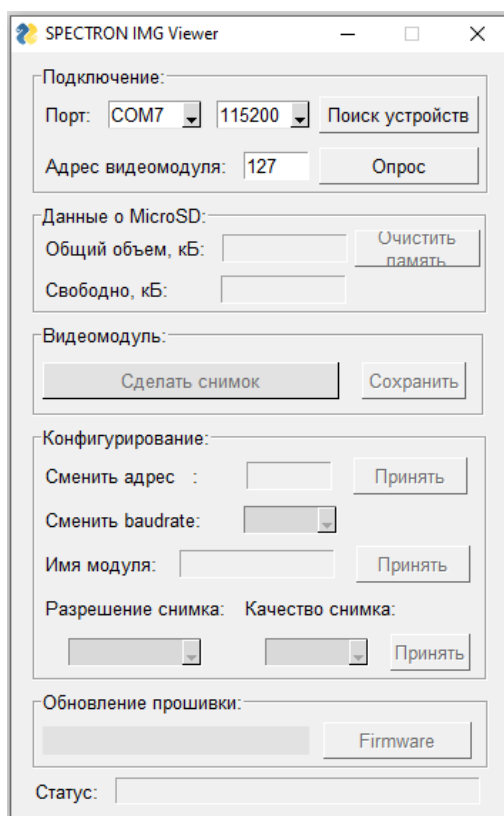 SPECTRON IMG Viewer
Подключение:
Порт: COM7 115200 Поиск устройств
Адрес видеомодуля: 127 Опрос
Данные о MicroSD:
Общий объем, кБ: Очистить память
Свободно, кБ:
Видеомодуль:
Сделать снимок Сохранить
Конфигурирование:
Сменить адрес : Принять
Сменить baudrate:
Имя модуля: Принять
Разрешение снимка: Качество снимка:
Принять
Обновление прошивки:
Firmware
Статус: